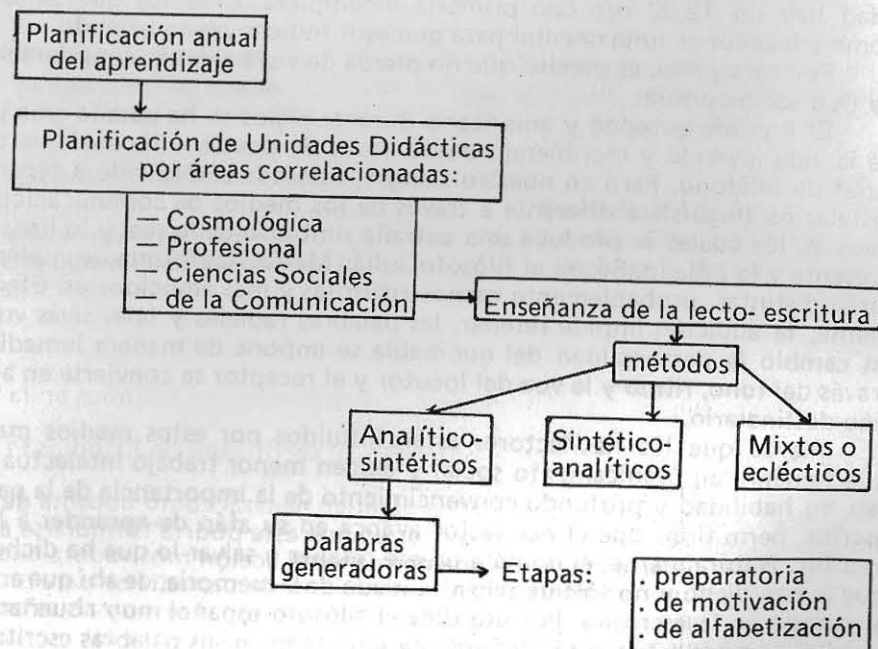 Planificación anual
del aprendizaje
Planificación de Unidades Didácticas
por áreas correlacionadas:
— Cosmológica
— Profesional
— Ciencias Sociales
de la Comunicación
Enseñanza de la lecto-escritura
métodos
Analítico-
sintéticos
Sintético-
analíticos
Mixtos o
eclécticos
palabras
generadoras
Etapas:
. preparatoria
. de motivación
. de alfabetización